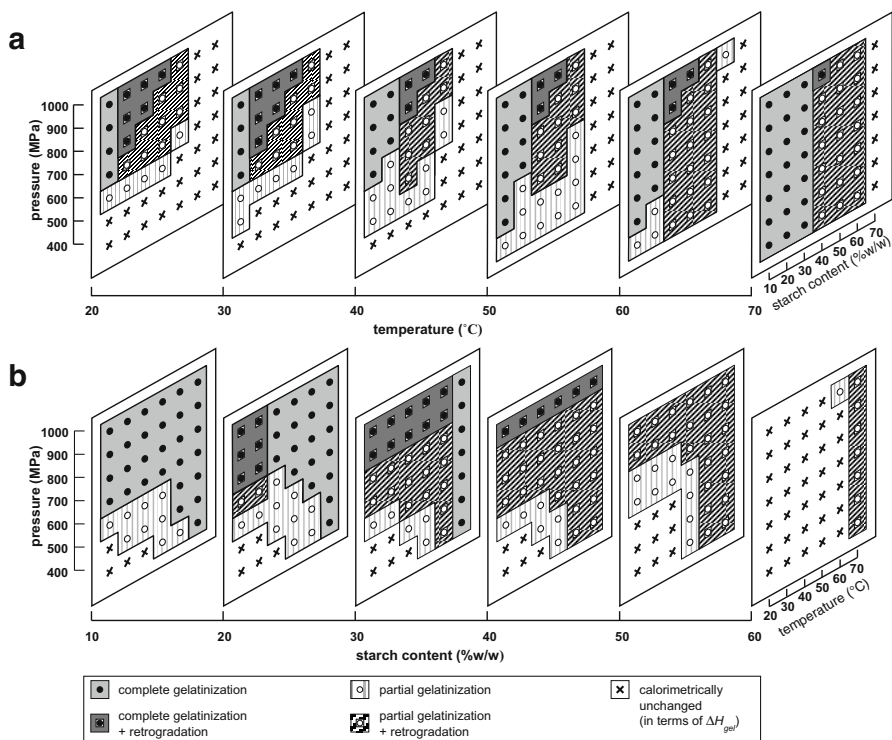 a
pressure (MPa)
1000
900
800
700
600
500
400
20 30 40 50 60 70
temperature (˚C)
10 20 30 40 50 60 70
starch content (%w/w)
b
pressure (MPa)
1000
900
800
700
600
500
400
10 20 30 40 50 60
starch content (%w/w)
20 30 40 50 60 70
temperature (°C)
complete gelatinization
partial gelatinization
calorimetrically
unchanged
(in terms of ΔHgel)
complete gelatinization
+ retrogradation
partial gelatinization
+ retrogradation